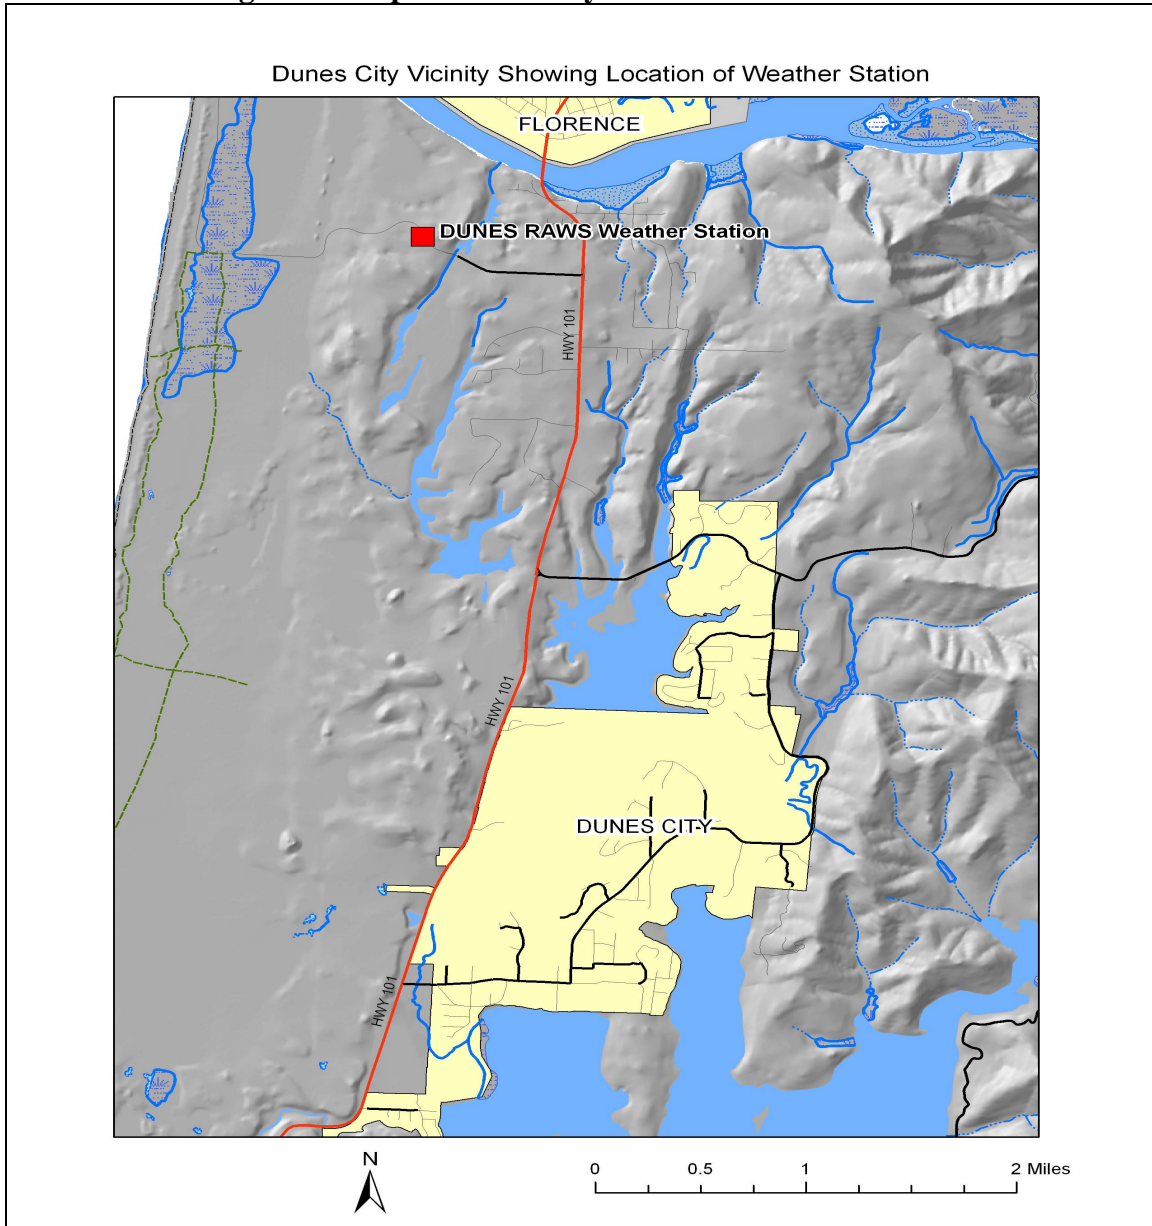 Dunes City Vicinity Showing Location of Weather Station
FLORENCE
DUNES RAWS Weather Station
HWY 101
HWY 101
DUNES CITY
HWY 101
N
0 0.5 1 2 Miles